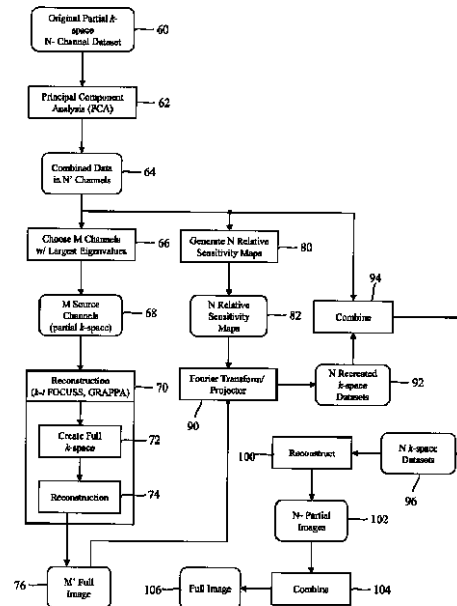 Original Partial k-
space
N- Channel Dataset
60
Principal Component
Analysis (PCA)
62
Combined Data
in N' Channels
64
Choose M Channels
w/ Largest Eigenvalues
66
Generate N Relative
Sensitivity Maps
80
94
Combine
M Source
Channels
(partial k-space)
68
N Relative
Sensitivity
Maps
82
Reconstruction
(k-t FOCUSS, GRAPPA)
70
Fourier Transform/
Projector
90
N Recreated
k-space
Datasets
92
Create Full
k-space
72
100
Reconstruct
N k-space
Datasets
96
Reconstruction
74
N- Partial
Images
102
76
M' Full
Image
106
Full Image
Combine
104